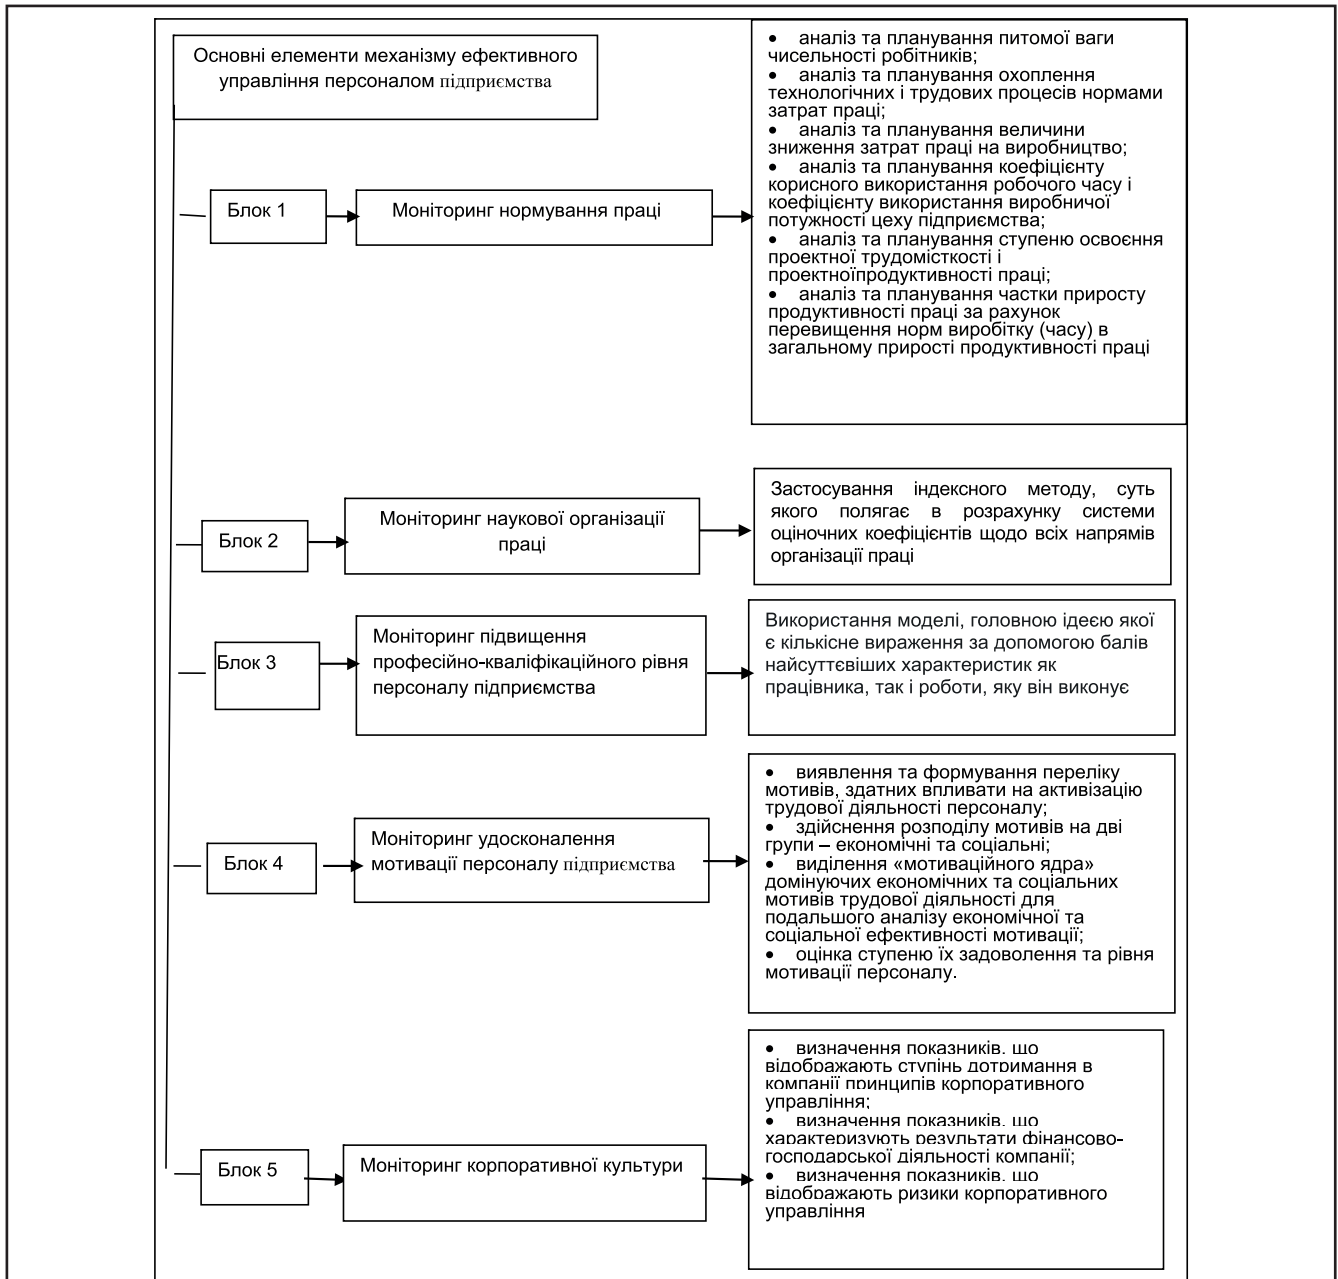 Основні елементи механізму ефективного
управління персоналом підприємства
Блок 1
Моніторинг нормування праці
• аналіз та планування питомої ваги
чисельності робітників;
• аналіз та планування охоплення
технологічних і трудових процесів нормами
затрат праці;
• аналіз та планування величини
зниження затрат праці на виробництво;
• аналіз та планування коефіцієнту
корисного використання робочого часу і
коефіцієнту використання виробничої
потужності цеху підприємства;
• аналіз та планування ступеню освоєння
проектної трудомісткості і
проектноїпродуктивності праці;
• аналіз та планування частки приросту
продуктивності праці за рахунок
перевищення норм виробітку (часу) в
загальному прирості продуктивності праці
Блок 2
Моніторинг наукової організації
праці
Застосування індексного методу, суть
якого полягає в розрахунку системи
оціночних коефіцієнтів щодо всіх напрямів
організації праці
Блок 3
Моніторинг підвищення
професійно-кваліфікаційного рівня
персоналу підприємства
Використання моделі, головною ідеєю якої
є кількісне вираження за допомогою балів
найсуттєвіших характеристик як
працівника, так і роботи, яку він виконує
Блок 4
Моніторинг удосконалення
мотивації персоналу підприємства
• виявлення та формування переліку
мотивів, здатних впливати на активізацію
трудової діяльності персоналу;
• здійснення розподілу мотивів на дві
групи – економічні та соціальні;
• виділення «мотиваційного ядра»
домінуючих економічних та соціальних
мотивів трудової діяльності для
подальшого аналізу економічної та
соціальної ефективності мотивації;
• оцінка ступеню їх задоволення та рівня
мотивації персоналу.
Блок 5
Моніторинг корпоративної культури
• визначення показників, що
відображають ступінь дотримання в
компанії принципів корпоративного
управління;
• визначення показників, що
характеризують результати фінансово-
господарської діяльності компанії;
• визначення показників, що
відображають ризики корпоративного
управління